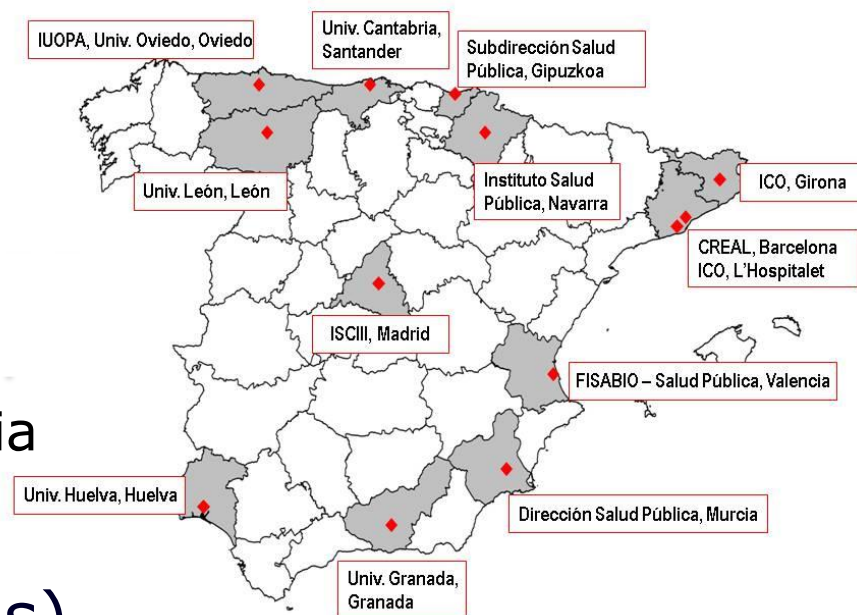 IUOPA, Univ. Oviedo, Oviedo
Univ. Cantabria,
Santander
Subdirección Salud
Pública, Gipuzkoa
Univ. León, León
Instituto Salud
Pública, Navarra
ICO, Girona
CREAL, Barcelona
ICO, L'Hospitalet
ISCIII, Madrid
FISABIO – Salud Pública, Valencia
ia
Univ. Huelva, Huelva
Dirección Salud Pública, Murcia
Univ. Granada,
Granada
s)